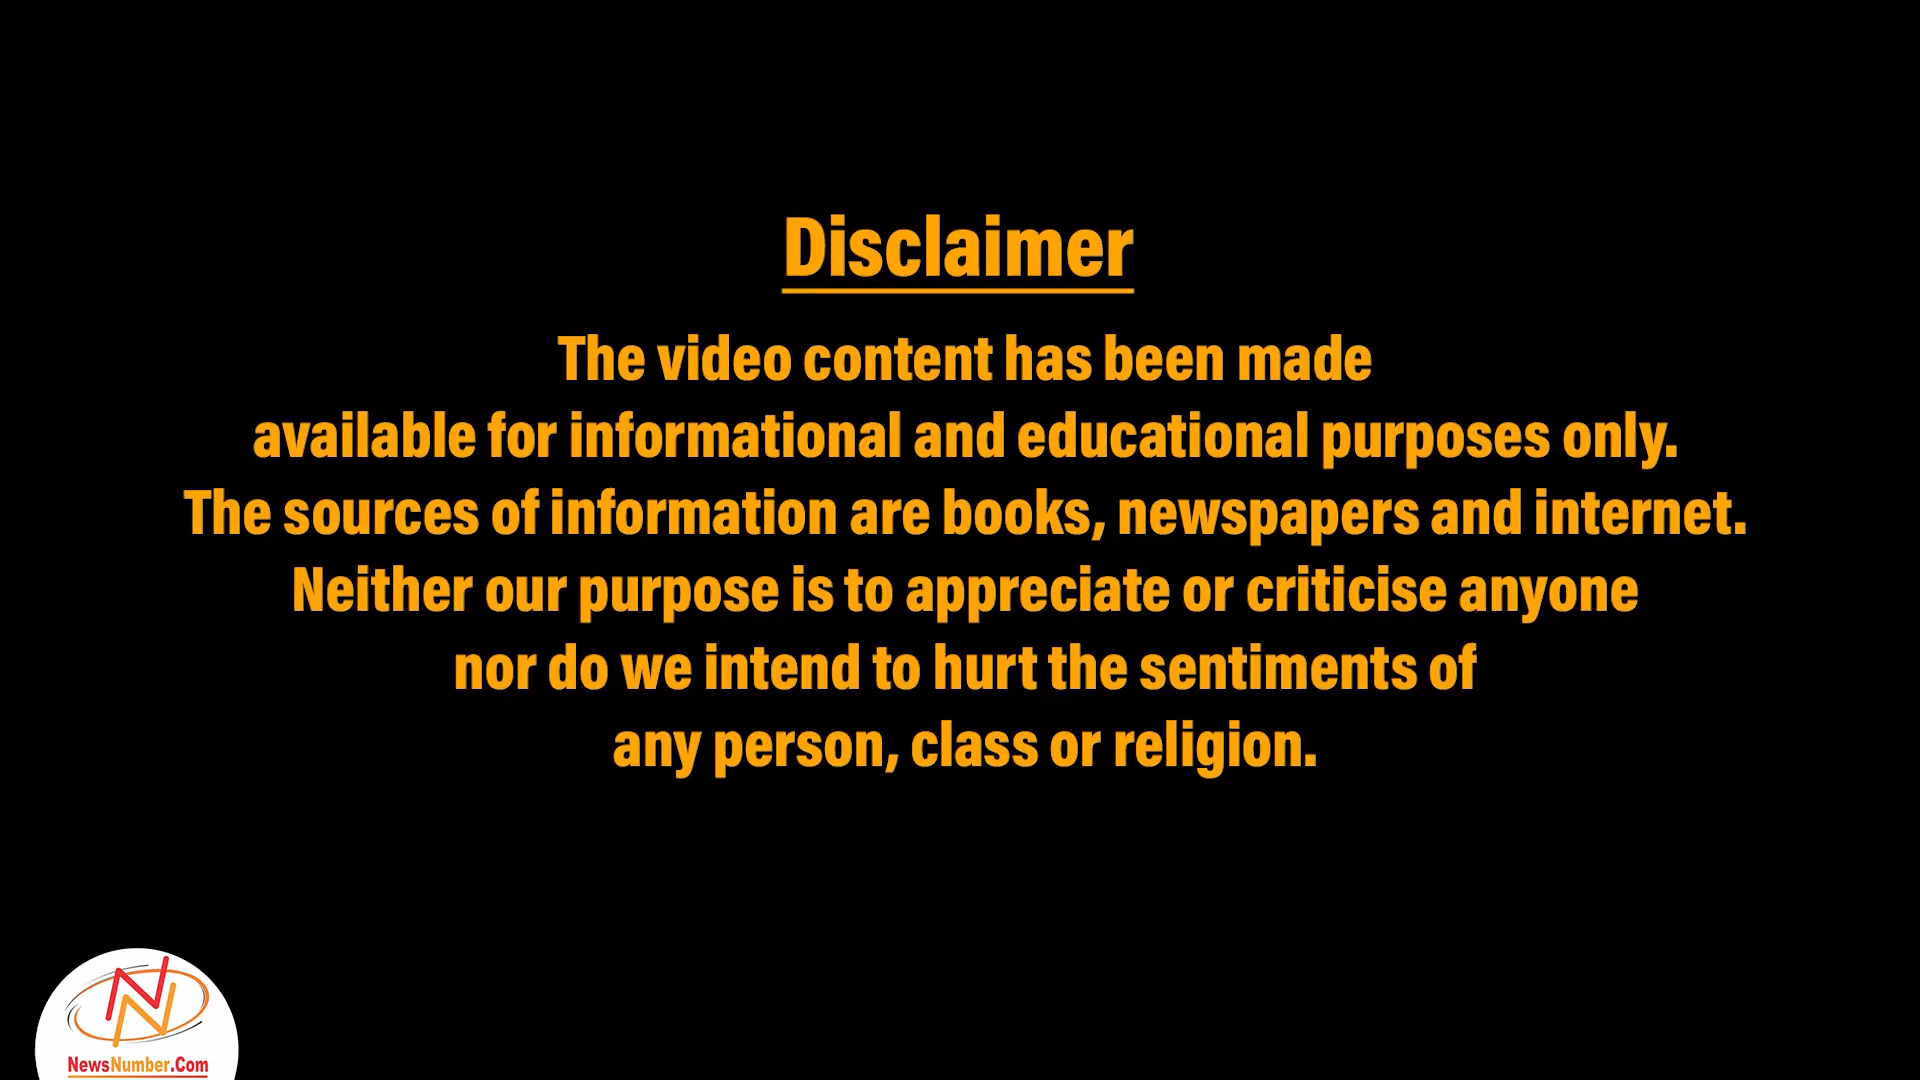 Disclaimer
The video content has been made
available for informational and educational purposes only.
The sources of information are books, newspapers and internet.
Neither our purpose is to appreciate or criticise anyone
nor do we intend to hurt the sentiments of
any person, class or religion.
NN
NewsNumber.Com